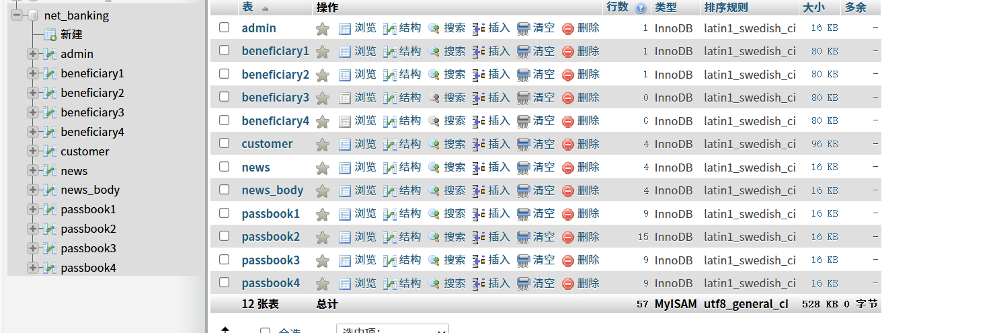 net_banking
新建
admin
beneficiary1
beneficiary2
beneficiary3
beneficiary4
customer
news
news_body
passbook1
passbook2
passbook3
passbook4
表 操作 行数 类型 排序规则 大小 多余
admin 浏览 结构 搜索 插入 清空 删除 1 InnoDB latin1_swedish_ci 16 KB -
beneficiary1 浏览 结构 搜索 插入 清空 删除 1 InnoDB latin1_swedish_ci 80 KB -
beneficiary2 浏览 结构 搜索 插入 清空 删除 1 InnoDB latin1_swedish_ci 80 KB -
beneficiary3 浏览 结构 搜索 插入 清空 删除 0 InnoDB latin1_swedish_ci 80 KB -
beneficiary4 浏览 结构 搜索 插入 清空 删除 0 InnoDB latin1_swedish_ci 80 KB -
customer 浏览 结构 搜索 插入 清空 删除 4 InnoDB latin1_swedish_ci 96 KB -
news 浏览 结构 搜索 插入 清空 删除 4 InnoDB latin1_swedish_ci 16 KB -
news_body 浏览 结构 搜索 插入 清空 删除 4 InnoDB latin1_swedish_ci 16 KB -
passbook1 浏览 结构 搜索 插入 清空 删除 9 InnoDB latin1_swedish_ci 16 KB -
passbook2 浏览 结构 搜索 插入 清空 删除 15 InnoDB latin1_swedish_ci 16 KB -
passbook3 浏览 结构 搜索 插入 清空 删除 9 InnoDB latin1_swedish_ci 16 KB -
passbook4 浏览 结构 搜索 插入 清空 删除 9 InnoDB latin1_swedish_ci 16 KB -
12 张表 总计 57 MyISAM utf8_general_ci 528 KB 0 字节
全选 选中项: